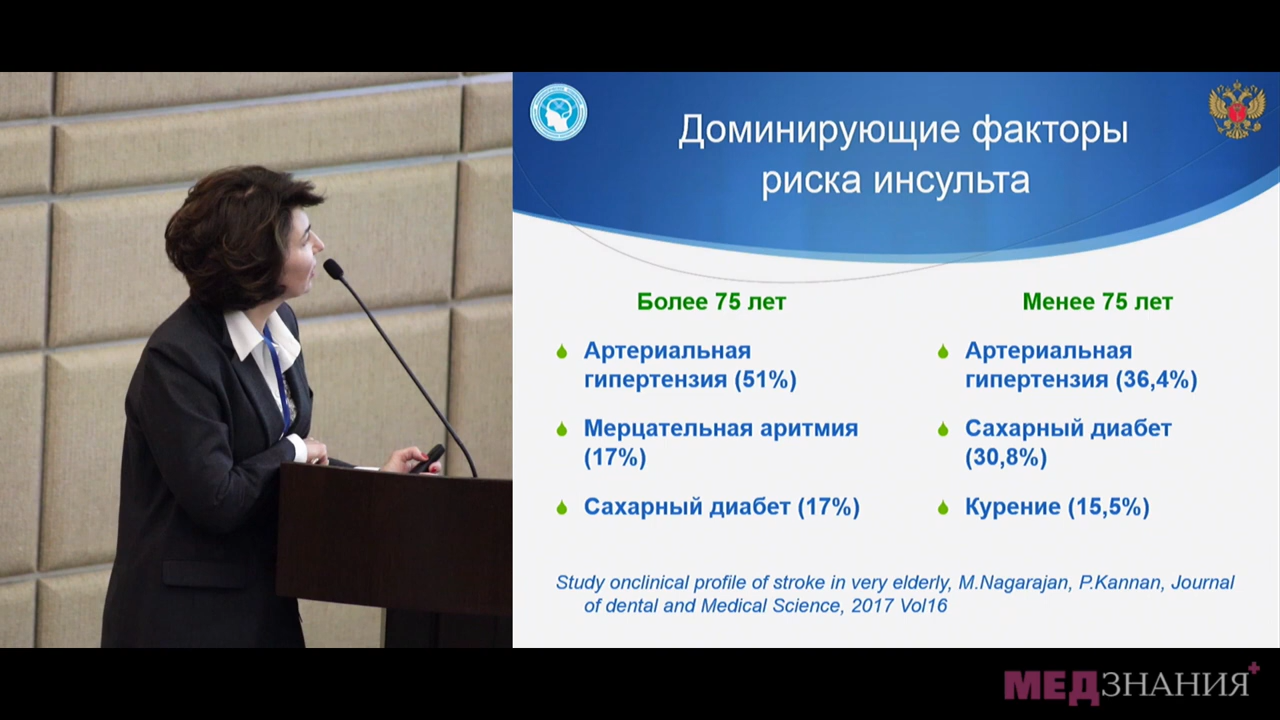 Доминирующие факторы
риска инсульта
Более 75 лет
Артериальная
гипертензия (51%)
Мерцательная аритмия
(17%)
Сахарный диабет (17%)
Менее 75 лет
Артериальная
гипертензия (36,4%)
Сахарный диабет
(30,8%)
Курение (15,5%)
Study onclinical profile of stroke in very elderly, M.Nagarajan, P.Kannan, Journal
of dental and Medical Science, 2017 Vol16
МЕДЗНАНИЯ+